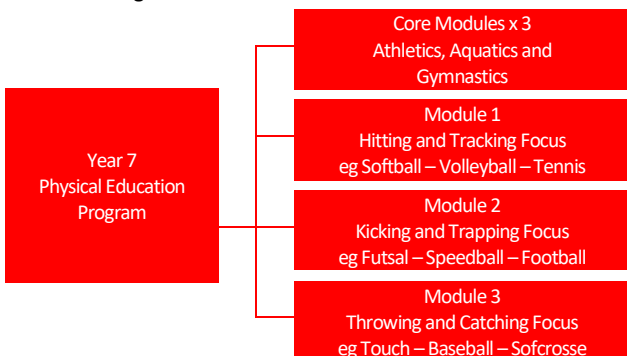 Year 7
Physical Education
Program
Core Modules x 3
Athletics, Aquatics and
Gymnastics
Module 1
Hitting and Tracking Focus
eg Softball – Volleyball – Tennis
Module 2
Kicking and Trapping Focus
eg Futsal – Speedball – Football
Module 3
Throwing and Catching Focus
eg Touch – Baseball – Sofcrosse